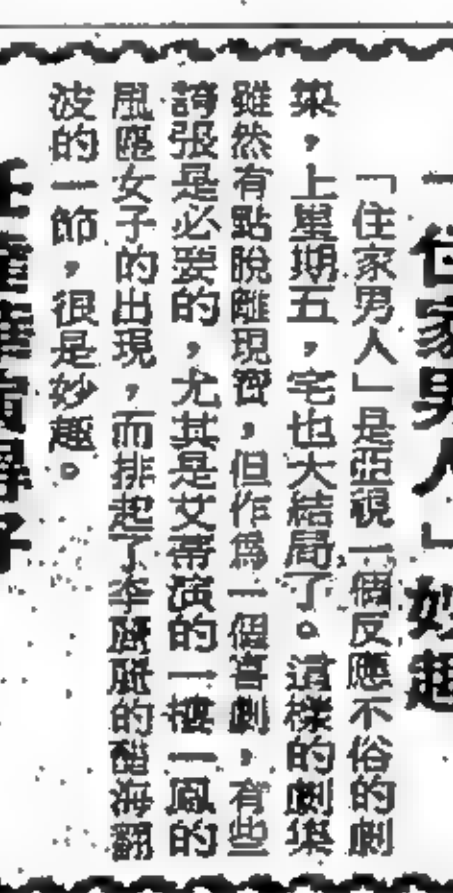 「住家男人」妙趣
「住家男人」是亞視一個反應不俗的劇
集，上星期五，它也大結局了。這樣的劇集
雖然有點脫離現實，但作為一個喜劇，有些
誇張是必要的，尤其是艾蒂演的一樓一鳳的
風塵女子的出現，而排起了李麗麗的醋海翻
波的一節，很是妙趣。